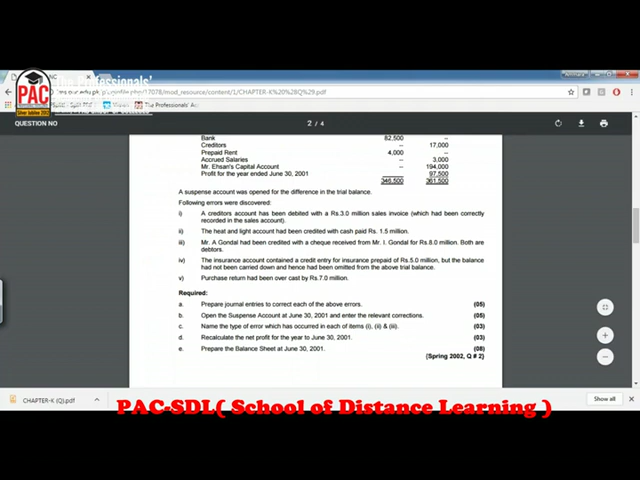 The Professionals'
PAC
CHAPTER-K%20%28Q%29.pdf
QUESTION NO
2 / 4
Bank 82,500 --
Creditors -- 17,000
Prepaid Rent 4,000 --
Accrued Salaries -- 3,000
Mr. Ehsan's Capital Account -- 194,000
Profit for the year ended June 30, 2001 97,500
346,500 361,500
A suspense account was opened for the difference in the trial balance.
Following errors were discovered:
i) A creditors account has been debited with a Rs.3.0 million sales invoice (which had been correctly
recorded in the sales account).
ii) The heat and light account had been credited with cash paid Rs. 1.5 million.
iii) Mr. A Gondal had been credited with a cheque received from Mr. I. Gondal for Rs.8.0 million. Both are
debtors.
iv) The insurance account contained a credit entry for insurance prepaid of Rs.5.0 million, but the balance
had not been carried down and hence had been omitted from the above trial balance.
v) Purchase return had been over cast by Rs.7.0 million.
Required:
a. Prepare journal entries to correct each of the above errors. (05)
b. Open the Suspense Account at June 30, 2001 and enter the relevant corrections. (05)
c. Name the type of error which has occurred in each of items (i), (ii) & (iii). (03)
d. Recalculate the net profit for the year to June 30, 2001. (03)
e. Prepare the Balance Sheet at June 30, 2001. (08)
{Spring 2002, Q # 2}
CHAPTER-K (Q).pdf
Show all
PAC-SDL( School of Distance Learning )